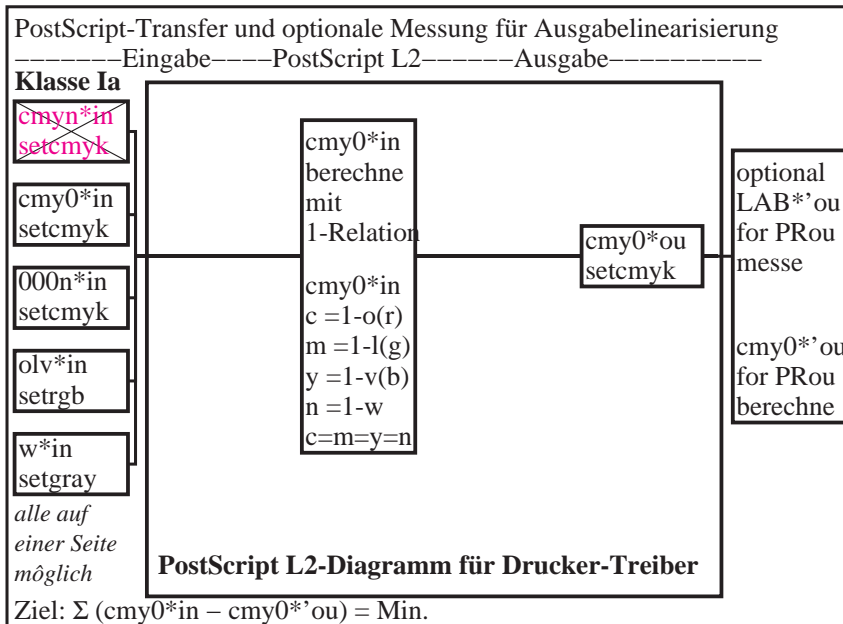 PostScript-Transfer und optionale Messung für Ausgabelinearisierung
–––––––Eingabe––––PostScript L2––––––Ausgabe––––––––––
Klasse Ia
cmyn*in
setcmyk
cmy0*in
setcmyk
000n*in
setcmyk
olv*in
setrgb
w*in
setgray
alle auf
einer Seite
môglich
cmy0*in
berechne
mit
1-Relation
cmy0*in
c =1-o(r)
m =1-l(g)
y =1-v(b)
n =1-w
c=m=y=n
cmy0*ou
setcmyk
optional
LAB*’ou
for PRou
messe
cmy0*’ou
for PRou
berechne
PostScript L2-Diagramm für Drucker-Treiber
Ziel: Σ (cmy0*in – cmy0*’ou) = Min.